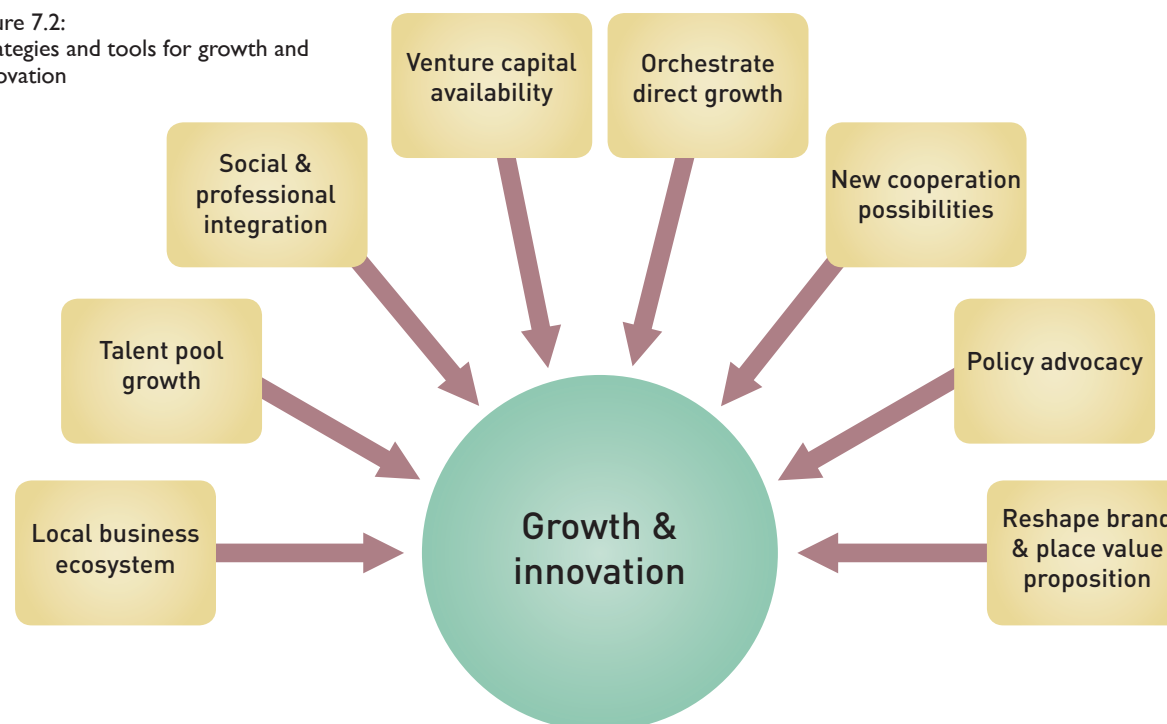 ure 7.2:
ategies and tools for growth and
ovation
Venture capital
availability
Orchestrate
direct growth
Social &
professional
integration
New cooperation
possibilities
Talent pool
growth
Policy advocacy
Local business
ecosystem
Growth &
innovation
Reshape brand
& place value
proposition